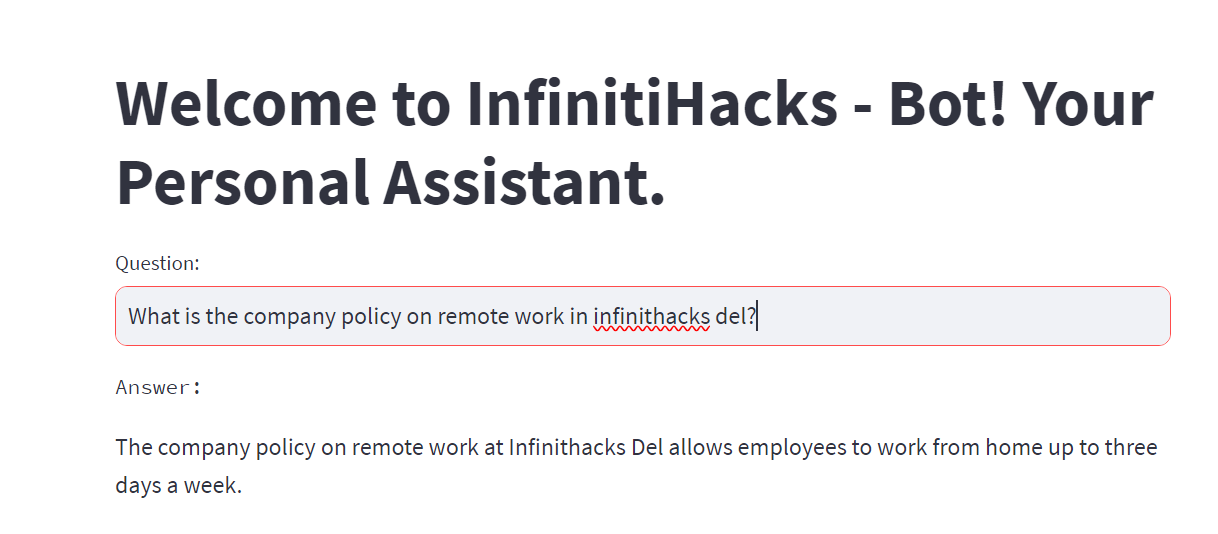 Welcome to InfinitiHacks - Bot! Your
Personal Assistant.
Question:
What is the company policy on remote work in infinithacks del?
Answer:
The company policy on remote work at Infinithacks Del allows employees to work from home up to three
days a week.